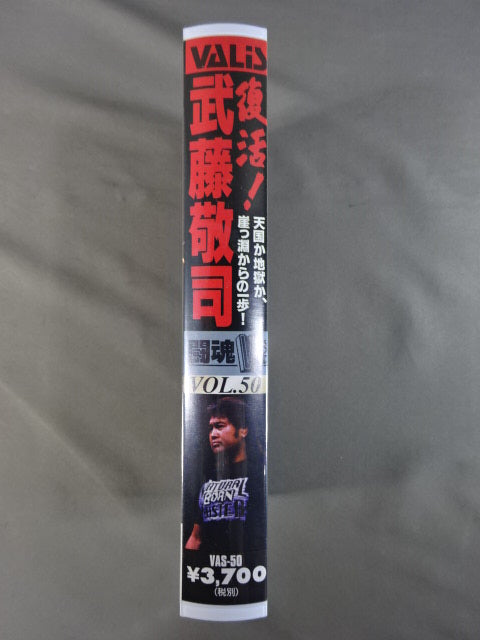 VALIS
復活!
武藤敬司
天国か地獄か、
崖っ淵からの一歩!
闘魂
VOL.50
NATURAL
BORN
MASTER
VAS-50
¥3,700
(税別)